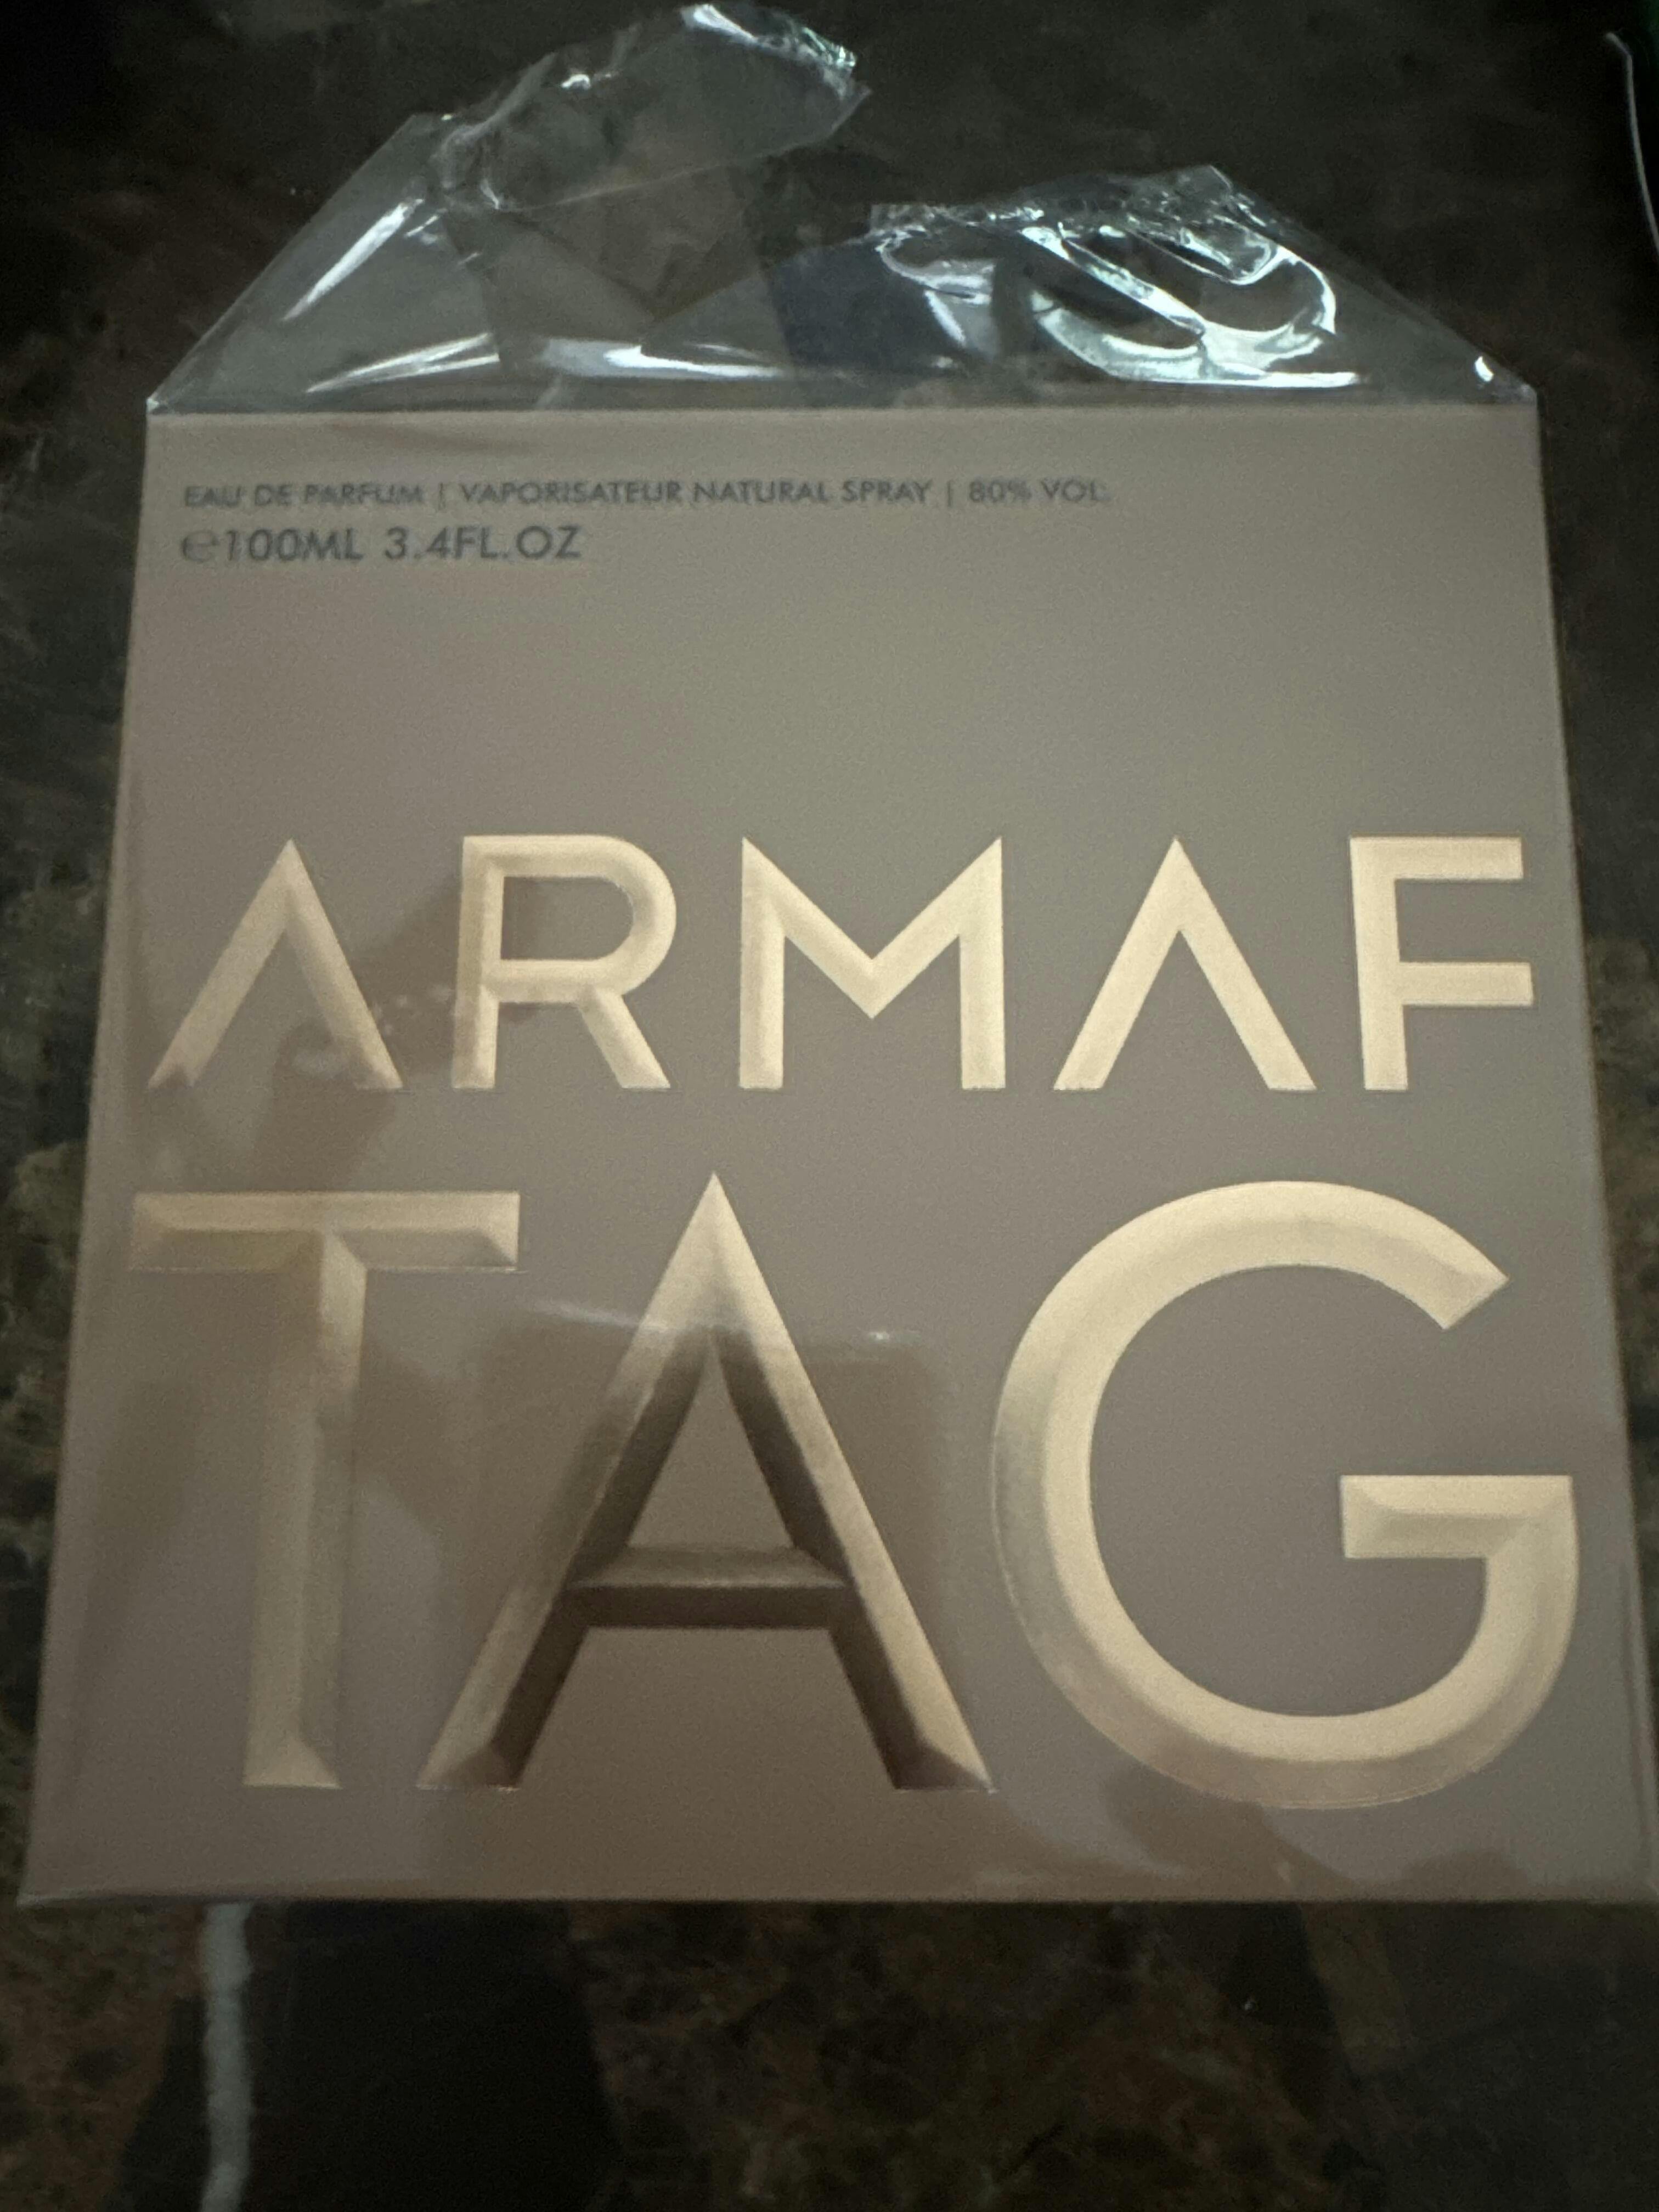 EAU DE PARFUM | VAPORISATEUR NATURAL SPRAY | 80% VOL.
℮100ML 3.4FL.OZ
ARMAF
TAG